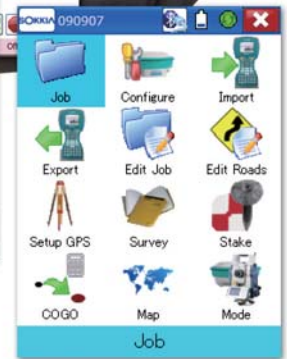 SOKKIA 090907
Job Configure Import
Export Edit Job Edit Roads
Setup GPS Survey Stake
COGO Map Mode
Job